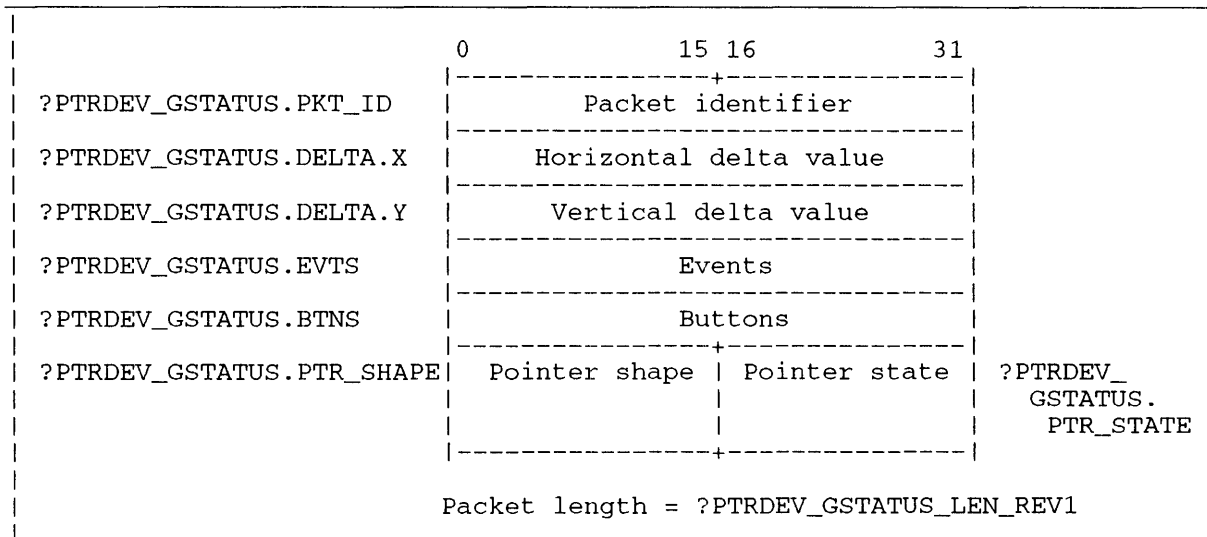 0 15 16 31
?PTRDEV_GSTATUS.PKT_ID Packet identifier
?PTRDEV_GSTATUS.DELTA.X Horizontal delta value
?PTRDEV_GSTATUS.DELTA.Y Vertical delta value
?PTRDEV_GSTATUS.EVTS Events
?PTRDEV_GSTATUS.BTNS Buttons
?PTRDEV_GSTATUS.PTR_SHAPE Pointer shape Pointer state ?PTRDEV_
GSTATUS.
PTR_STATE
Packet length = ?PTRDEV_GSTATUS_LEN_REV1